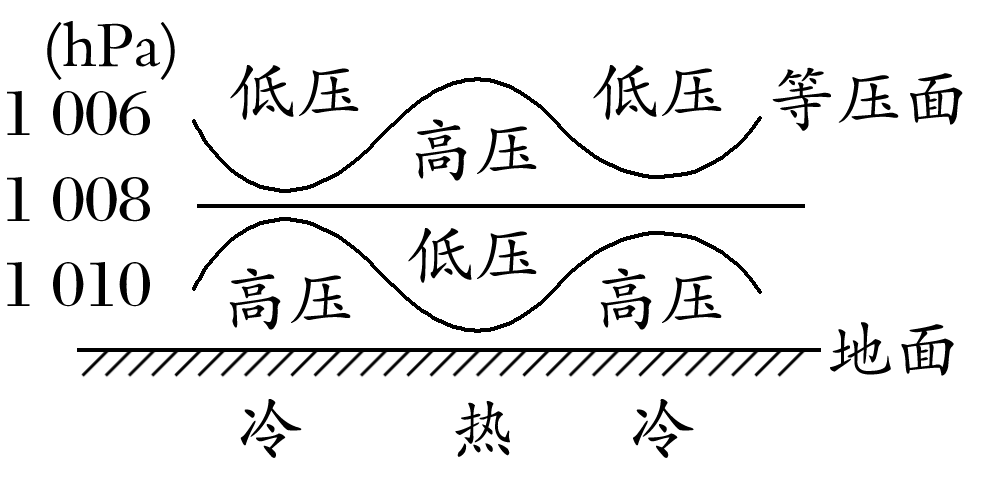 (hPa)
低压 低压
1 006 高压 等压面
1 008
低压
1 010 高压 高压
地面
冷 热 冷